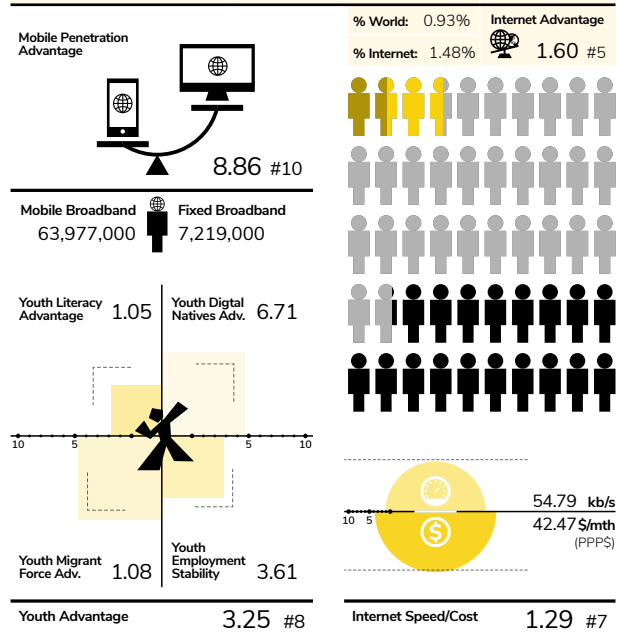 Mobile Penetration
Advantage
8.86 #10
Mobile Broadband
63,977,000
Fixed Broadband
7,219,000
Youth Literacy
Advantage 1.05
Youth Digtal
Natives Adv. 6.71
10 5 5 10
Youth Migrant
Force Adv. 1.08
Youth
Employment
Stability 3.61
Youth Advantage 3.25 #8
% World: 0.93%
% Internet: 1.48%
Internet Advantage
1.60 #5
10 5
54.79 kb/s
$
42.47 $/mth
(PPP$)
Internet Speed/Cost 1.29 #7